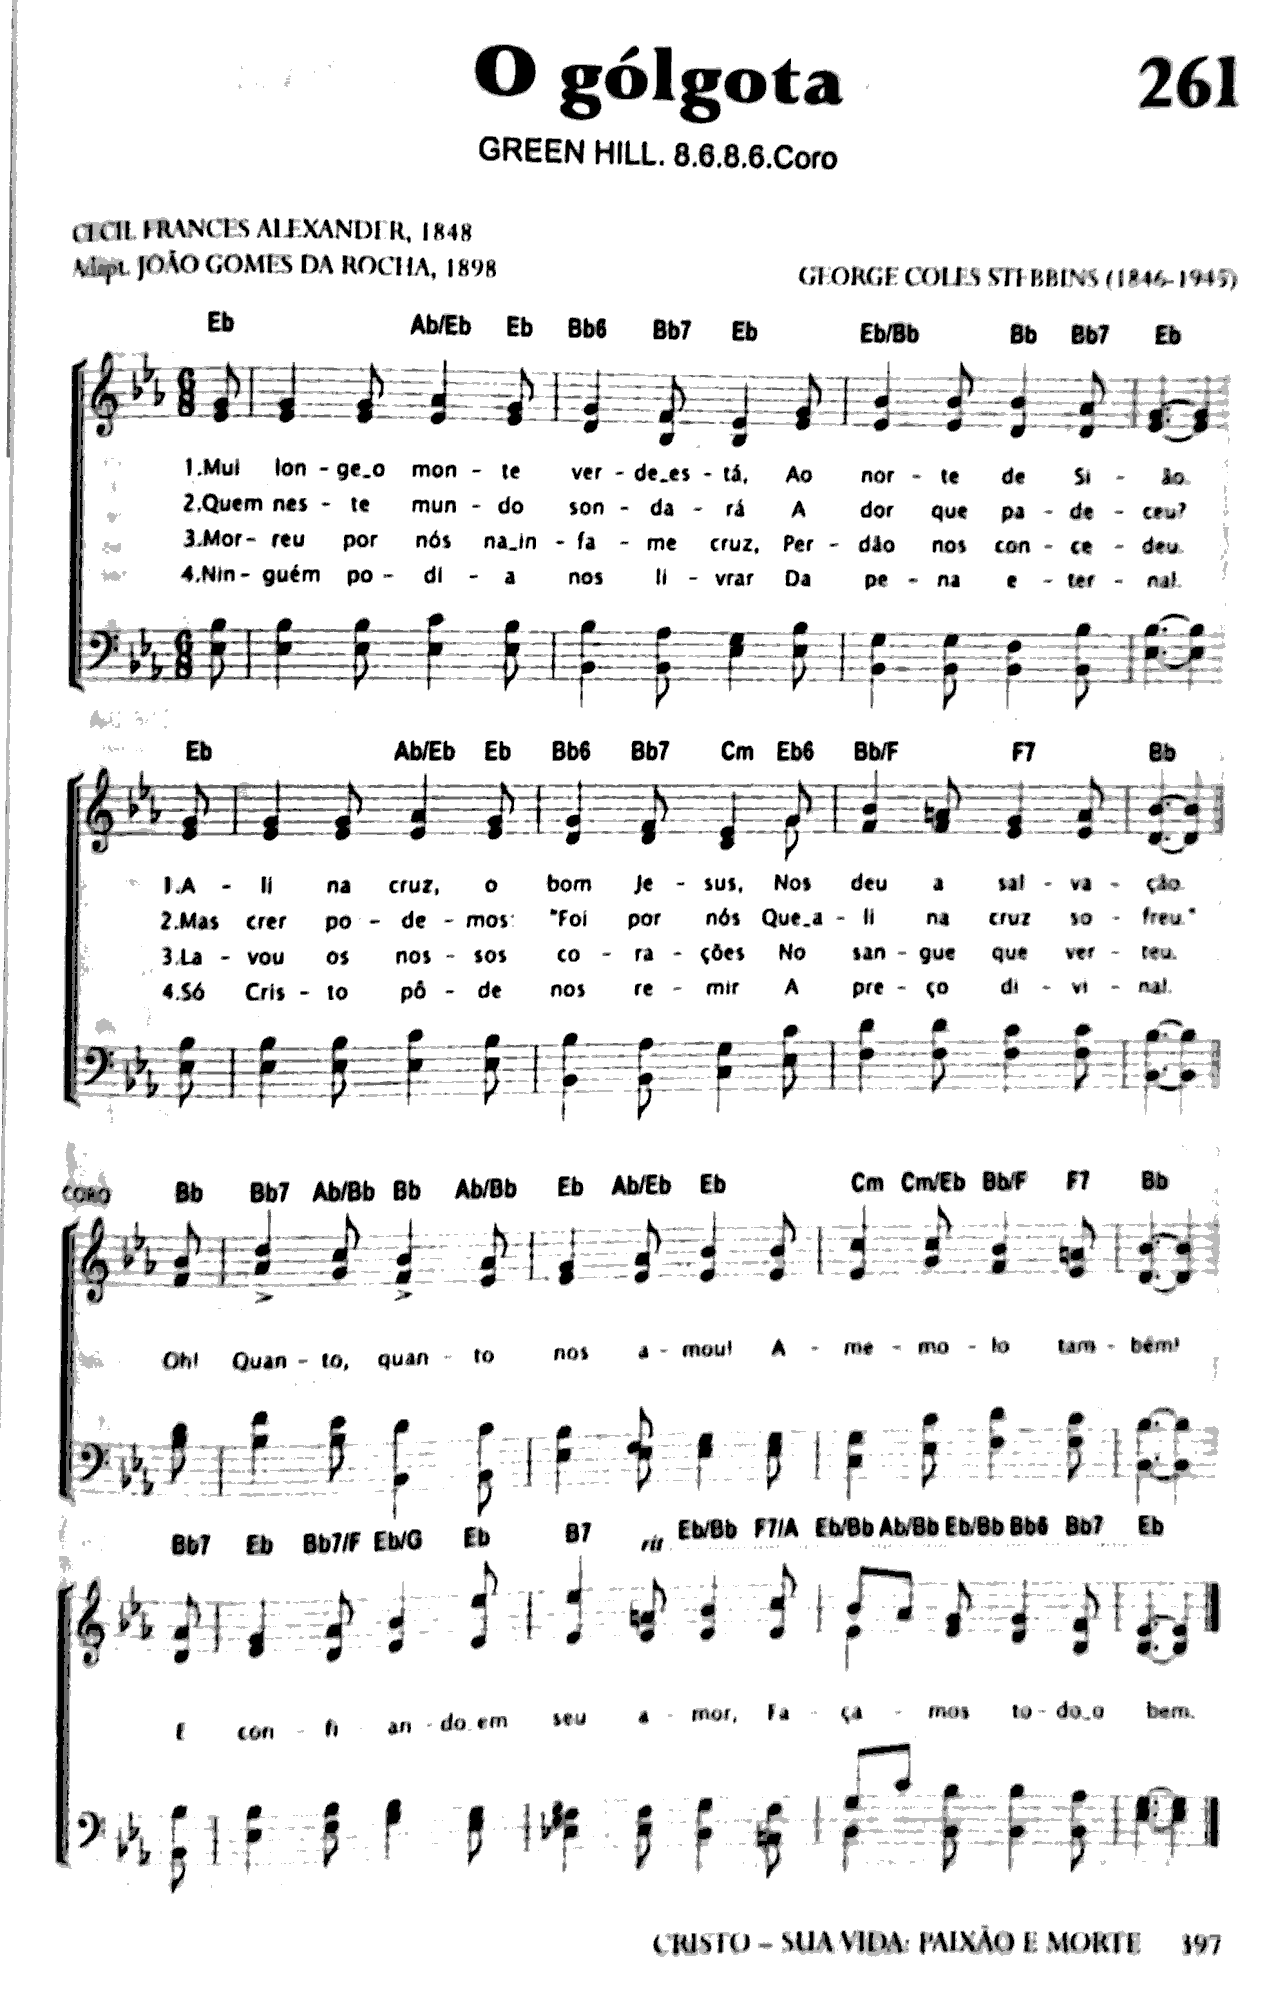 O gólgota 261
GREEN HILL. 8.6.8.6.Coro
CECIL FRANCES ALEXANDER, 1848
Adapt. JOÃO GOMES DA ROCHA, 1898
GEORGE COLES STEBBINS (1846-1945)
Eb Ab/Eb Eb Bb6 Bb7 Eb Eb/Bb Bb Bb7 Eb
1.Mui lon - ge‿o mon - te ver - de‿es - tá, Ao nor - te de Si - ão.
2.Quem nes - te mun - do son - da - rá A dor que pa - de - ceu?
3.Mor - reu por nós na‿in - fa - me cruz, Per - dão nos con - ce - deu.
4.Nin - guém po - di - a nos li - vrar Da pe - na e - ter - nal.
Eb Ab/Eb Eb Bb6 Bb7 Cm Eb6 Bb/F F7 Bb
1.A - li na cruz, o bom Je - sus, Nos deu a sal - va - ção.
2.Mas crer po - de - mos: "Foi por nós Que‿a - li na cruz so - freu."
3.La - vou os nos - sos co - ra - ções No san - gue que ver - teu.
4.Só Cris - to pô - de nos re - mir A pre - ço di - vi - nal.
CORO Bb Bb7 Ab/Bb Bb Ab/Bb Eb Ab/Eb Eb Cm Cm/Eb Bb/F F7 Bb
Oh! Quan - to, quan - to nos a - mou! A - me - mo - lo tam - bém!
Bb7 Eb Bb7/F Eb/G Eb B7 rit Eb/Bb F7/A Eb/Bb Ab/Bb Eb/Bb Bb6 Bb7 Eb
E con - fi - an - do em seu a - mor, Fa - ça - mos to - do‿o bem.
CRISTO – SUA VIDA: PAIXÃO E MORTE 397